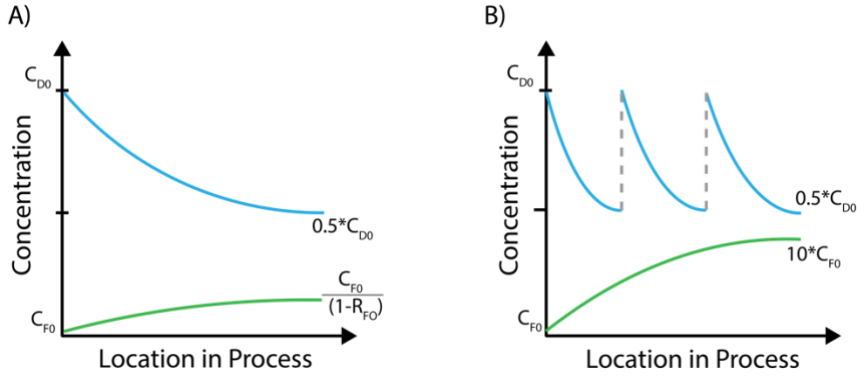 A)
C_D0
Concentration
0.5*C_D0
C_F0
(1-R_FO)
C_F0
Location in Process
B)
C_D0
Concentration
0.5*C_D0
10*C_F0
C_F0
Location in Process